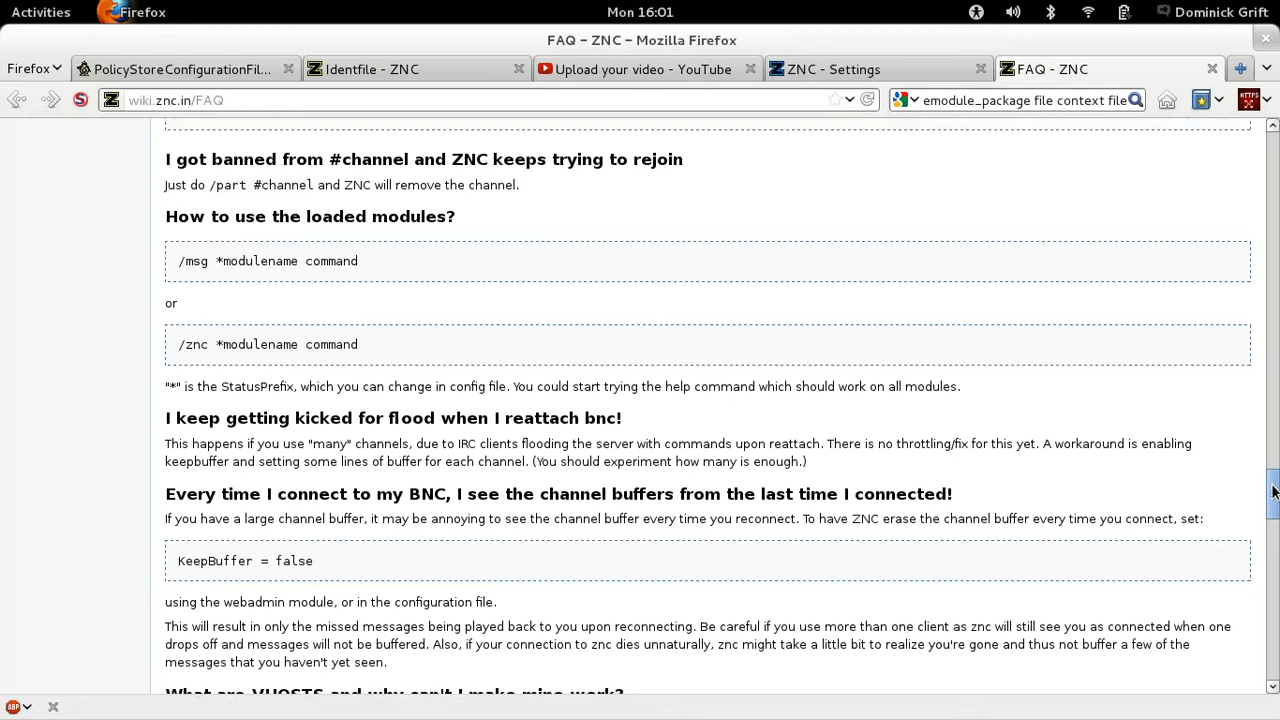 Activities Firefox Mon 16:01 Dominick Grift
FAQ – ZNC – Mozilla Firefox
Firefox PolicyStoreConfigurationFil... Identfile - ZNC Upload your video - YouTube ZNC - Settings FAQ - ZNC
wiki.znc.in/FAQ emodule_package file context file HTTPS
I got banned from #channel and ZNC keeps trying to rejoin
Just do /part #channel and ZNC will remove the channel.
How to use the loaded modules?
/msg *modulename command
or
/znc *modulename command
"*" is the StatusPrefix, which you can change in config file. You could start trying the help command which should work on all modules.
I keep getting kicked for flood when I reattach bnc!
This happens if you use "many" channels, due to IRC clients flooding the server with commands upon reattach. There is no throttling/fix for this yet. A workaround is enabling
keepbuffer and setting some lines of buffer for each channel. (You should experiment how many is enough.)
Every time I connect to my BNC, I see the channel buffers from the last time I connected!
If you have a large channel buffer, it may be annoying to see the channel buffer every time you reconnect. To have ZNC erase the channel buffer every time you connect, set:
KeepBuffer = false
using the webadmin module, or in the configuration file.
This will result in only the missed messages being played back to you upon reconnecting. Be careful if you use more than one client as znc will still see you as connected when one
drops off and messages will not be buffered. Also, if your connection to znc dies unnaturally, znc might take a little bit to realize you're gone and thus not buffer a few of the
messages that you haven't yet seen.
What are VHOSTS and why can't I make mine work?
ABP